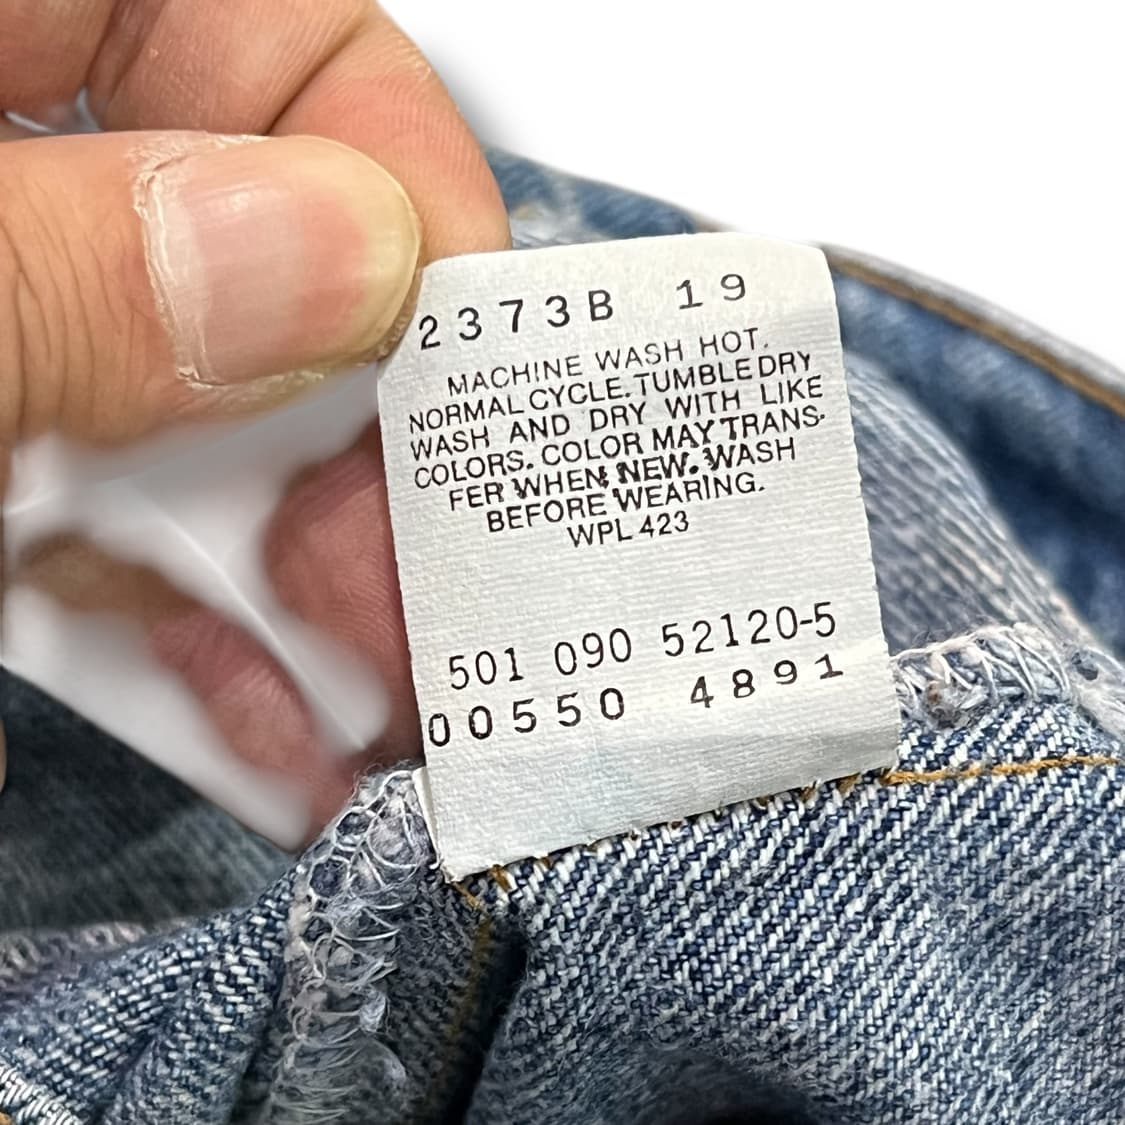 2373B 19
MACHINE WASH HOT.
NORMAL CYCLE. TUMBLE DRY
WASH AND DRY WITH LIKE
COLORS. COLOR MAY TRANS-
FER WHEN NEW. WASH
BEFORE WEARING.
WPL 423
501 090 52120-5
00550 4891